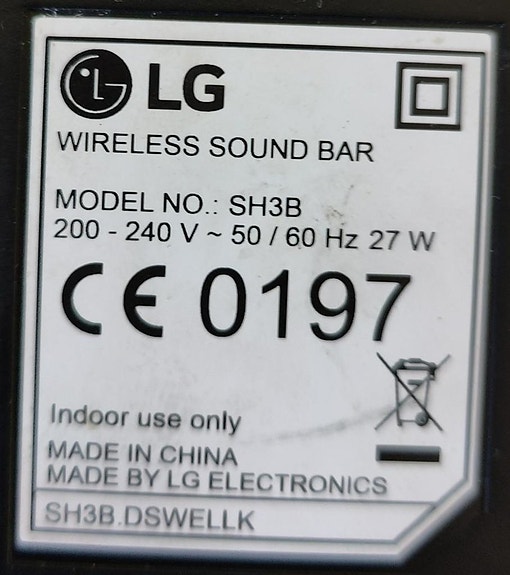 LG
WIRELESS SOUND BAR
MODEL NO.: SH3B
200 - 240 V ~ 50 / 60 Hz 27 W
CE 0197
Indoor use only
MADE IN CHINA
MADE BY LG ELECTRONICS
SH3B.DSWELLK